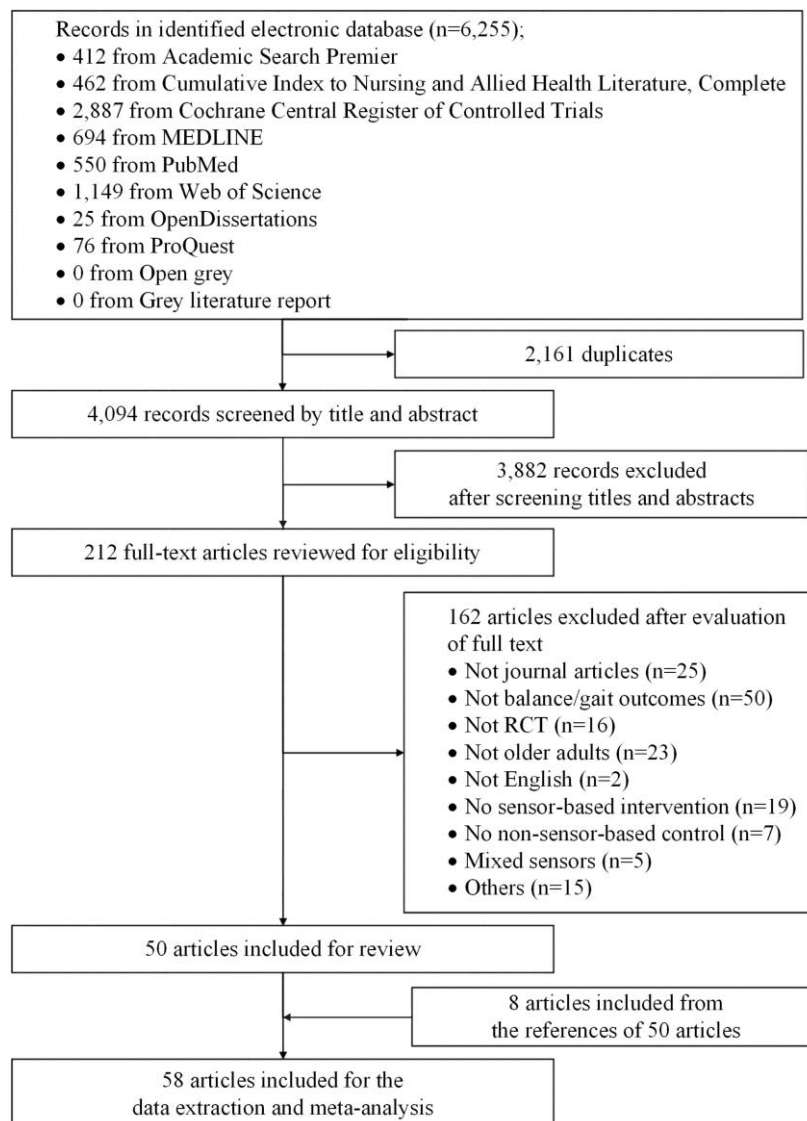 Records in identified electronic database (n=6,255);
• 412 from Academic Search Premier
• 462 from Cumulative Index to Nursing and Allied Health Literature, Complete
• 2,887 from Cochrane Central Register of Controlled Trials
• 694 from MEDLINE
• 550 from PubMed
• 1,149 from Web of Science
• 25 from OpenDissertations
• 76 from ProQuest
• 0 from Open grey
• 0 from Grey literature report
2,161 duplicates
4,094 records screened by title and abstract
3,882 records excluded
after screening titles and abstracts
212 full-text articles reviewed for eligibility
162 articles excluded after evaluation
of full text
• Not journal articles (n=25)
• Not balance/gait outcomes (n=50)
• Not RCT (n=16)
• Not older adults (n=23)
• Not English (n=2)
• No sensor-based intervention (n=19)
• No non-sensor-based control (n=7)
• Mixed sensors (n=5)
• Others (n=15)
50 articles included for review
8 articles included from
the references of 50 articles
58 articles included for the
data extraction and meta-analysis